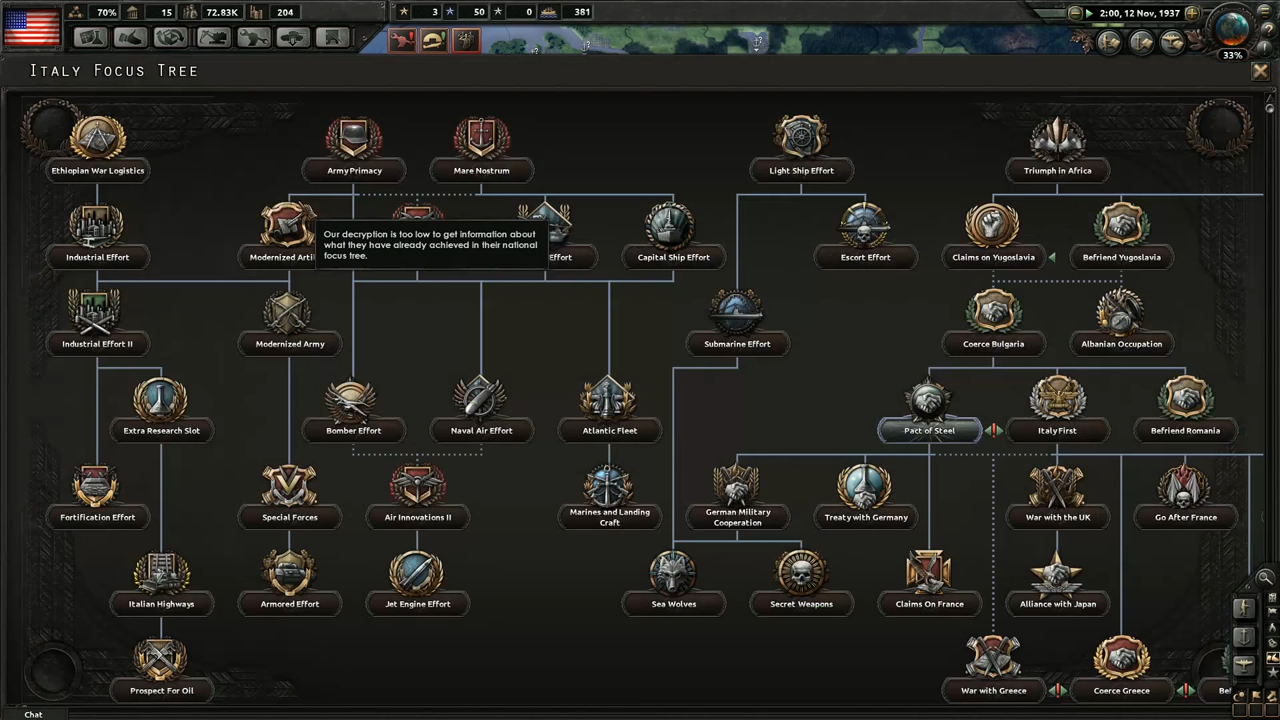 70%
15
72.83K
204
3
50
0
381
2:00, 12 Nov, 1937
33%
Italy Focus Tree
Ethiopian War Logistics
Army Primacy
Mare Nostrum
Light Ship Effort
Triumph in Africa
Industrial Effort
Modernized Arti
Effort
Capital Ship Effort
Escort Effort
Claims on Yugoslavia
Befriend Yugoslavia
Our decryption is too low to get information about
what they have already achieved in their national
focus tree.
Industrial Effort II
Modernized Army
Submarine Effort
Coerce Bulgaria
Albanian Occupation
Extra Research Slot
Bomber Effort
Naval Air Effort
Atlantic Fleet
Pact of Steel
Italy First
Befriend Romania
Fortification Effort
Special Forces
Air Innovations II
Marines and Landing
Craft
German Military
Cooperation
Treaty with Germany
War with the UK
Go After France
Italian Highways
Armored Effort
Jet Engine Effort
Sea Wolves
Secret Weapons
Claims On France
Alliance with Japan
Prospect For Oil
War with Greece
Coerce Greece
Bef
Chat